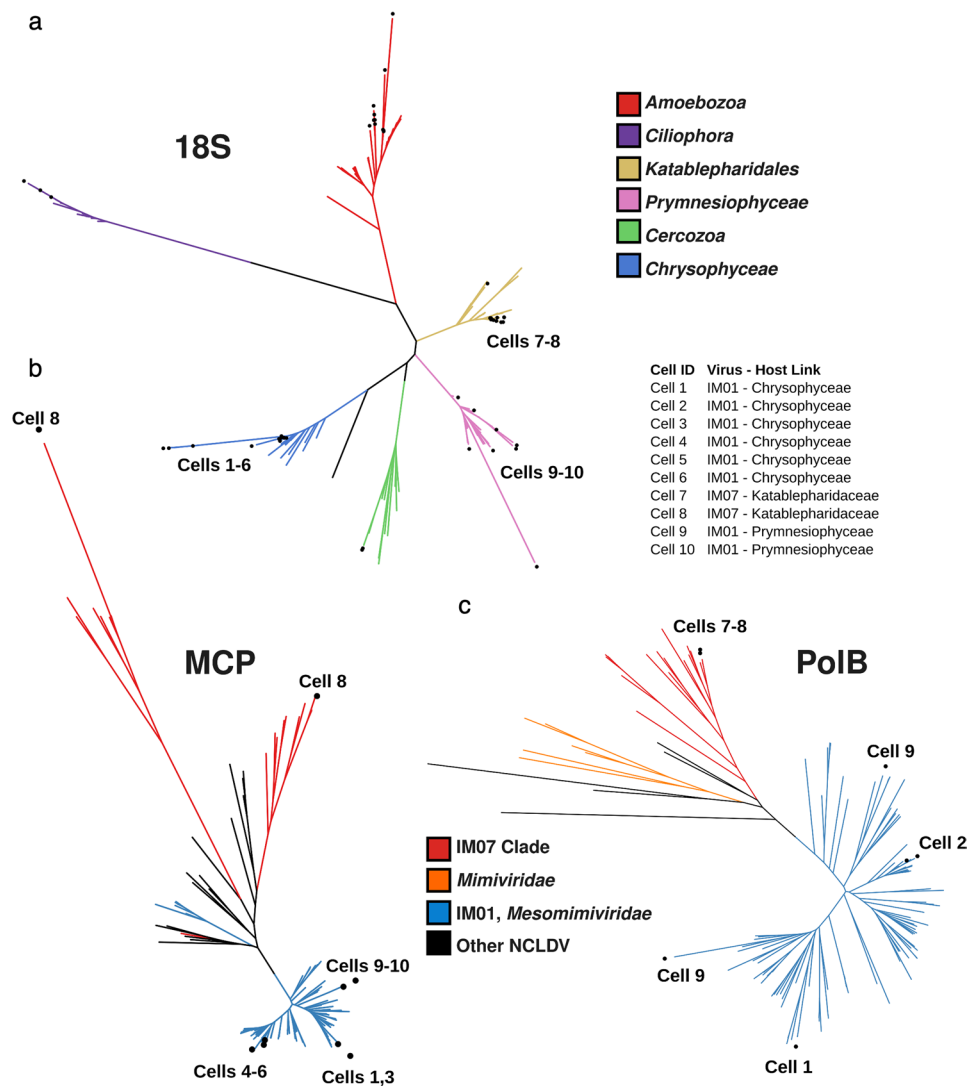 a
18S
Amoebozoa
Ciliophora
Katablepharidales
Prymnesiophyceae
Cercozoa
Chrysophyceae
Cells 7-8
Cells 1-6
Cells 9-10
Cell ID Virus - Host Link
Cell 1 IM01 - Chrysophyceae
Cell 2 IM01 - Chrysophyceae
Cell 3 IM01 - Chrysophyceae
Cell 4 IM01 - Chrysophyceae
Cell 5 IM01 - Chrysophyceae
Cell 6 IM01 - Chrysophyceae
Cell 7 IM07 - Katablepharidaceae
Cell 8 IM07 - Katablepharidaceae
Cell 9 IM01 - Prymnesiophyceae
Cell 10 IM01 - Prymnesiophyceae
b
Cell 8
MCP
Cell 8
IM07 Clade
Mimiviridae
IM01, Mesomimiviridae
Other NCLDV
Cells 9-10
Cells 4-6
Cells 1,3
c
Cells 7-8
PolB
Cell 9
Cell 2
Cell 9
Cell 1